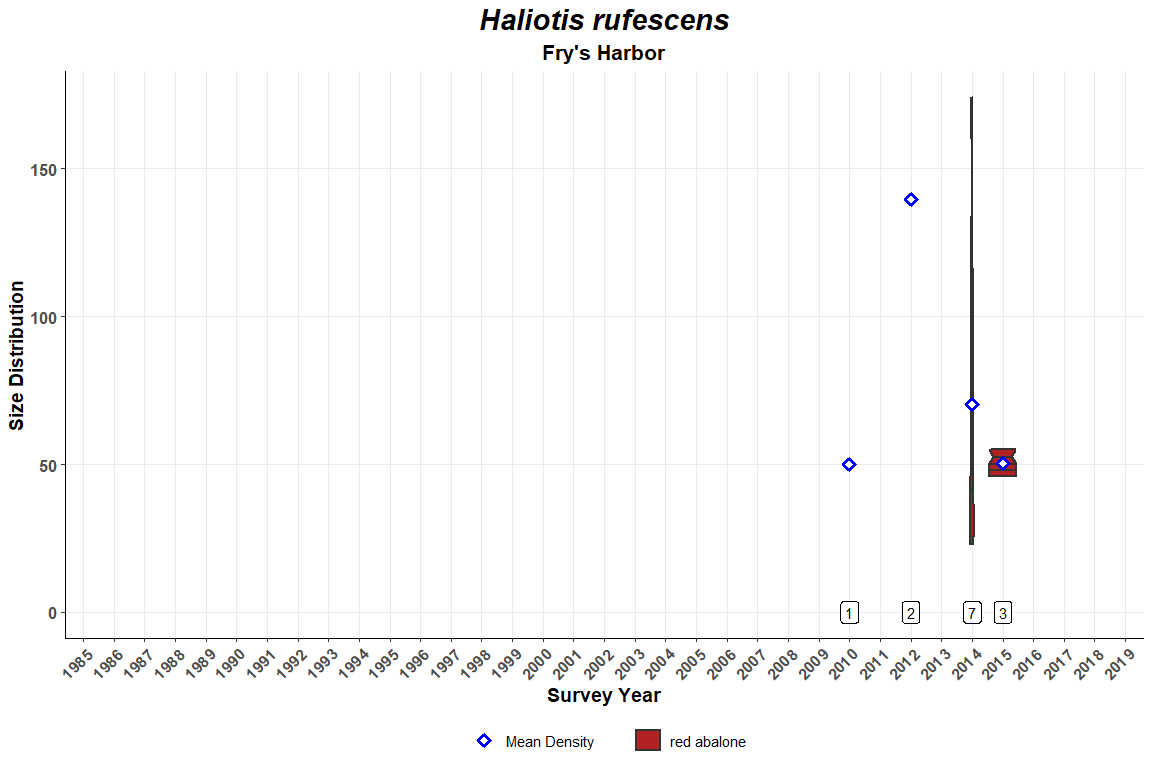 Haliotis rufescens
Fry's Harbor
Size Distribution
150
100
50
0
1 2 7 3
1985 1986 1987 1988 1989 1990 1991 1992 1993 1994 1995 1996 1997 1998 1999 2000 2001 2002 2003 2004 2005 2006 2007 2008 2009 2010 2011 2012 2013 2014 2015 2016 2017 2018 2019
Survey Year
Mean Density red abalone